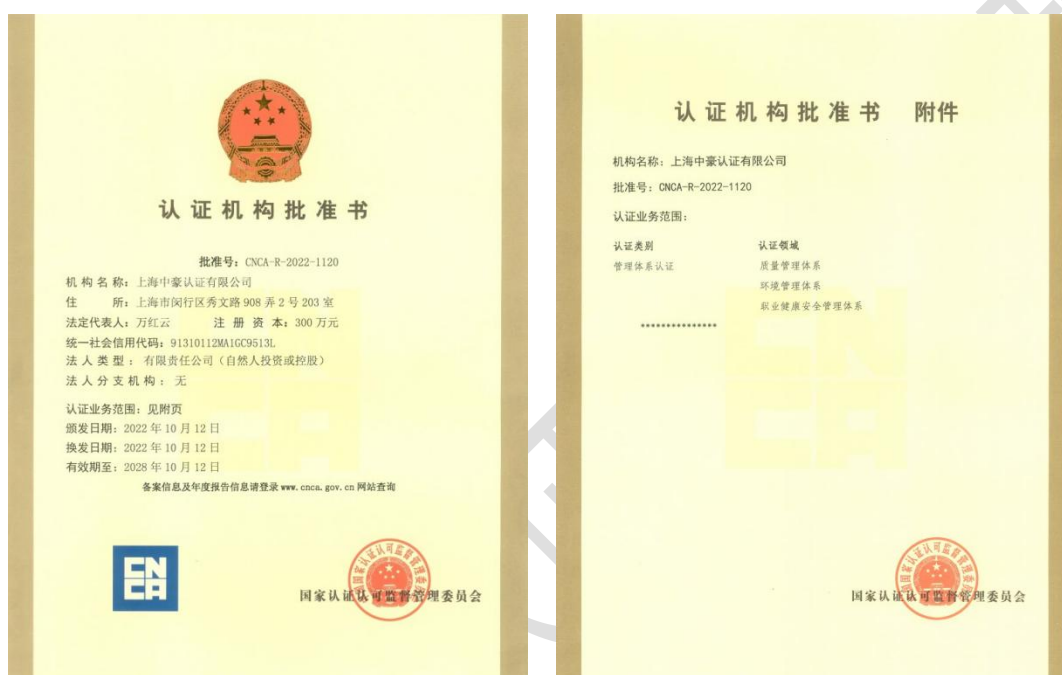 认证机构批准书
批准号：CNCA-R-2022-1120
机构名称：上海中豪认证有限公司
住 所：上海市闵行区秀文路908弄2号203室
法定代表人：万红云 注册资本：300万元
统一社会信用代码：91310112MA1GC9513L
法人类型：有限责任公司（自然人投资或控股）
法人分支机构：无
认证业务范围：见附页
颁发日期：2022年10月12日
换发日期：2022年10月12日
有效期至：2028年10月12日
备案信息及年度报告信息请登录www.cnca.gov.cn网站查询
CNCA
国家认证认可监督管理委员会
认证机构批准书 附件
机构名称：上海中豪认证有限公司
批准号：CNCA-R-2022-1120
认证业务范围：
认证类别 认证领域
管理体系认证 质量管理体系
环境管理体系
职业健康安全管理体系
***************
国家认证认可监督管理委员会